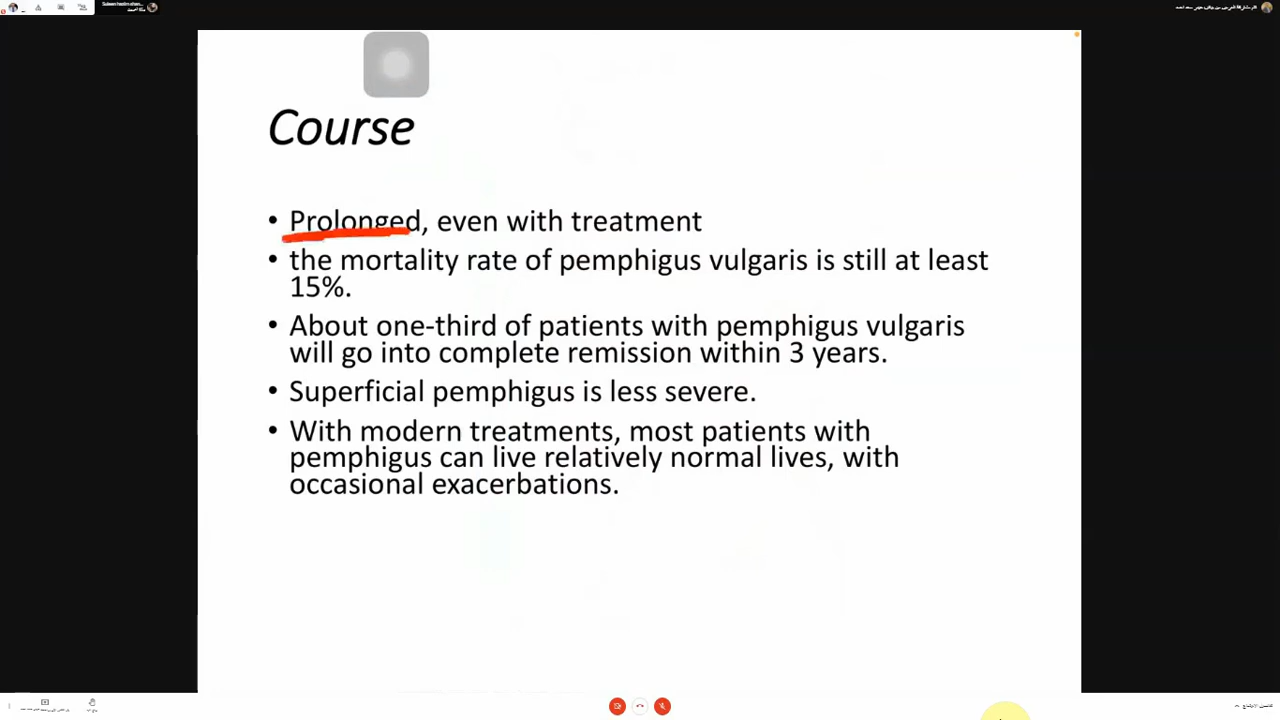 Course
• Prolonged, even with treatment
• the mortality rate of pemphigus vulgaris is still at least
15%.
• About one-third of patients with pemphigus vulgaris
will go into complete remission within 3 years.
• Superficial pemphigus is less severe.
• With modern treatments, most patients with
pemphigus can live relatively normal lives, with
occasional exacerbations.